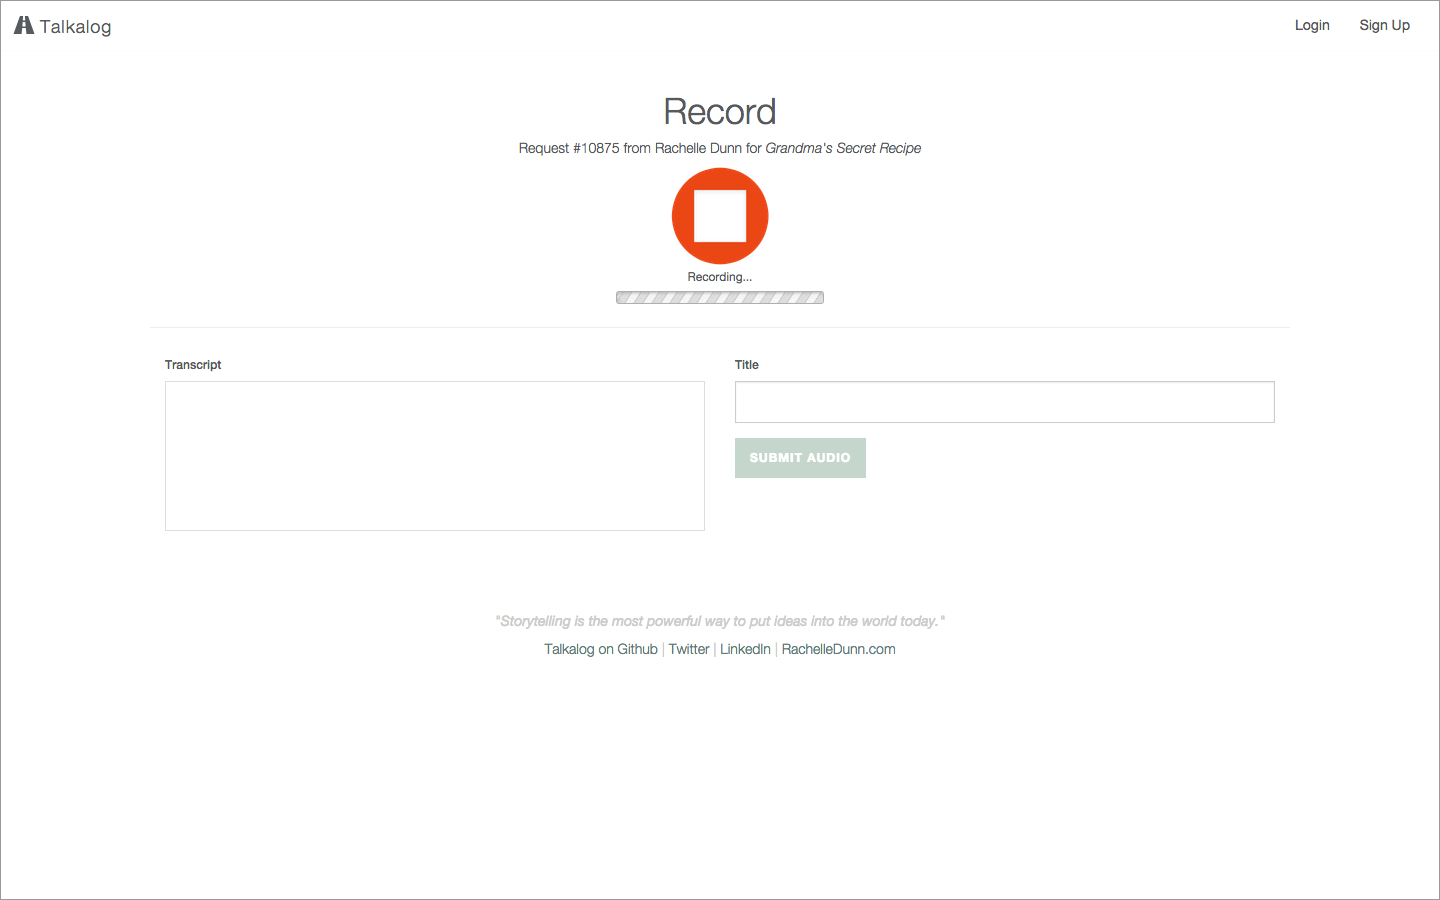 Talkalog
Login
Sign Up
Record
Request #10875 from Rachelle Dunn for Grandma's Secret Recipe
Recording...
Transcript
Title
SUBMIT AUDIO
"Storytelling is the most powerful way to put ideas into the world today."
Talkalog on Github | Twitter | LinkedIn | RachelleDunn.com